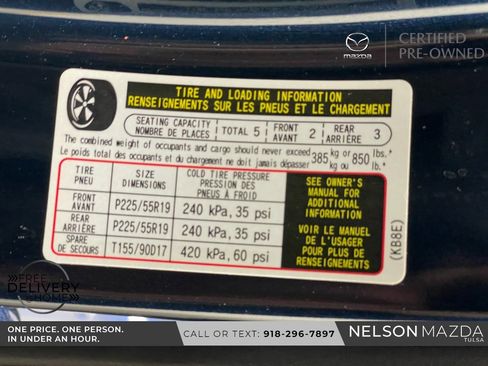 mazda
CERTIFIED
PRE-OWNED
TIRE AND LOADING INFORMATION
RENSEIGNEMENTS SUR LES PNEUS ET LE CHARGEMENT
SEATING CAPACITY
NOMBRE DE PLACES
TOTAL 5
FRONT
AVANT
2
REAR
ARRIÈRE
3
The combined weight of occupants and cargo should never exceed
Le poids total des occupants et du chargement ne doit jamais dépasser
385 kg or 850 lbs.*
kg ou lb.*
TIRE
PNEU
SIZE
DIMENSIONS
COLD TIRE PRESSURE
PRESSION DES
PNEUS À FROID
FRONT
AVANT
P225/55R19
240 kPa, 35 psi
REAR
ARRIÈRE
P225/55R19
240 kPa, 35 psi
SPARE
DE SECOURS
T155/90D17
420 kPa, 60 psi
SEE OWNER'S
MANUAL FOR
ADDITIONAL
INFORMATION
VOIR LE MANUEL
DE L'USAGER
POUR PLUS DE
RENSEIGNEMENTS
(KB8E)
FREE
DELIVERY
@HOME
ONE PRICE. ONE PERSON.
IN UNDER AN HOUR.
CALL OR TEXT: 918-296-7897
NELSON MAZDA
TULSA